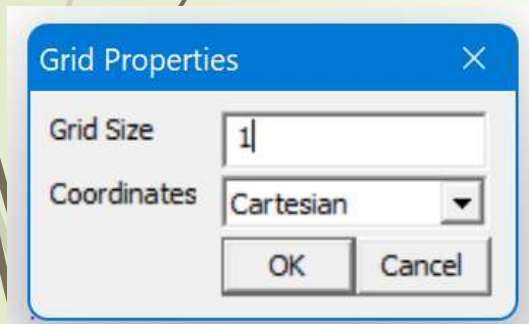 Grid Properties
Grid Size 1
Coordinates Cartesian
OK Cancel